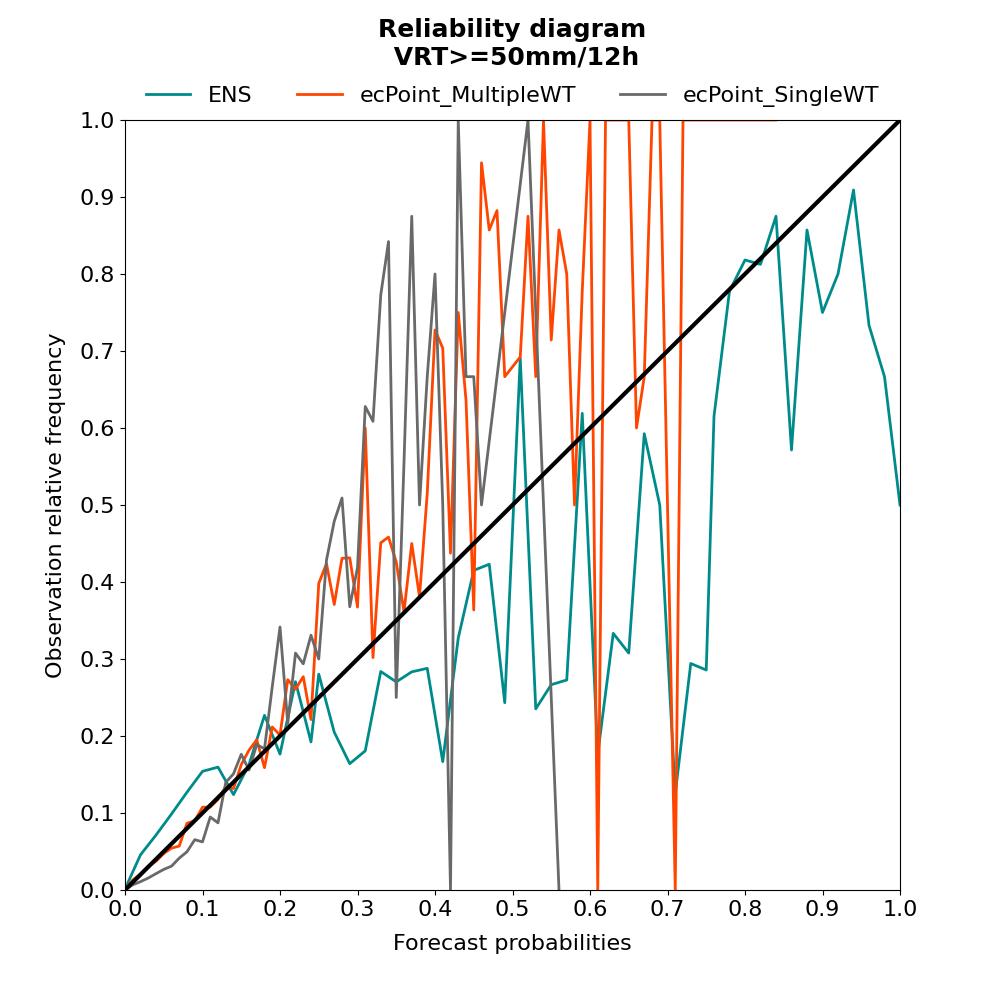 Reliability diagram
VRT>=50mm/12h
ENS ecPoint_MultipleWT ecPoint_SingleWT
1.0
0.9
0.8
0.7
0.6
0.5
0.4
0.3
0.2
0.1
0.0
Observation relative frequency
0.0 0.1 0.2 0.3 0.4 0.5 0.6 0.7 0.8 0.9 1.0
Forecast probabilities